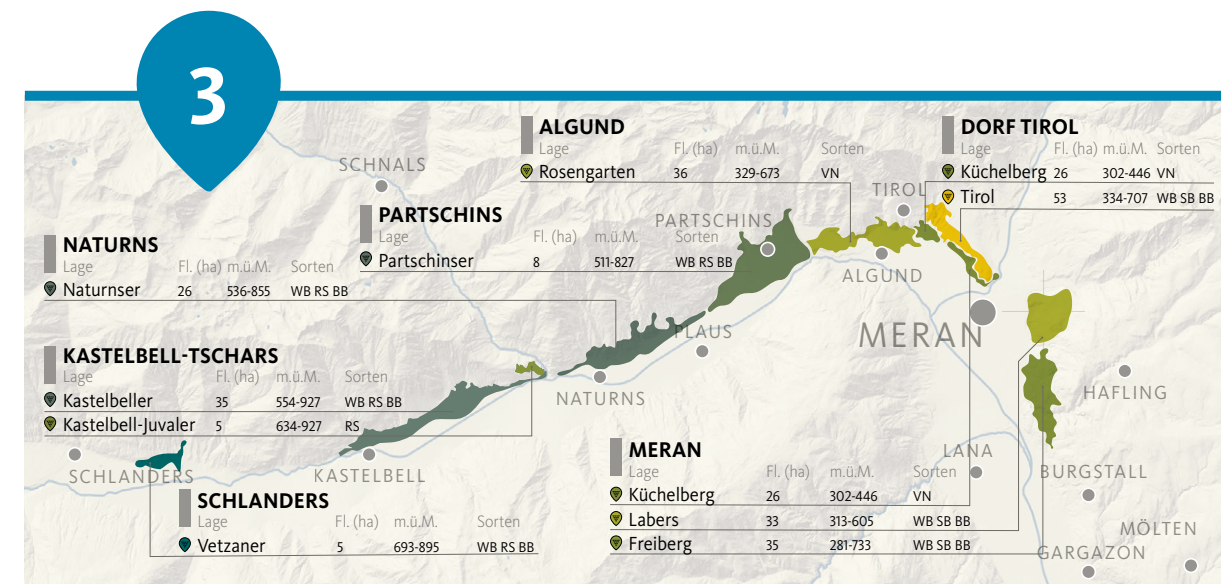 3
ALGUND
Lage Fl. (ha) m.ü.M. Sorten
Rosengarten 36 329-673 VN
DORF TIROL
Lage Fl. (ha) m.ü.M. Sorten
Küchelberg 26 302-446 VN
Tirol 53 334-707 WB SB BB
SCHNALS
TIROL
PARTSCHINS
Lage Fl. (ha) m.ü.M. Sorten
Partschinser 8 511-827 WB RS BB
PARTSCHINS
NATURNS
Lage Fl. (ha) m.ü.M. Sorten
Naturnser 26 536-855 WB RS BB
ALGUND
PLAUS
MERAN
KASTELBELL-TSCHARS
Lage Fl. (ha) m.ü.M. Sorten
Kastelbeller 35 554-927 WB RS BB
Kastelbell-Juvaler 5 634-927 RS
NATURNS
HAFLING
SCHLANDERS
KASTELBELL
MERAN
Lage Fl. (ha) m.ü.M. Sorten
Küchelberg 26 302-446 VN
Labers 33 313-605 WB SB BB
Freiberg 35 281-733 WB SB BB
LANA
BURGSTALL
SCHLANDERS
Lage Fl. (ha) m.ü.M. Sorten
Vetzaner 5 693-895 WB RS BB
MÖLTEN
GARGAZON